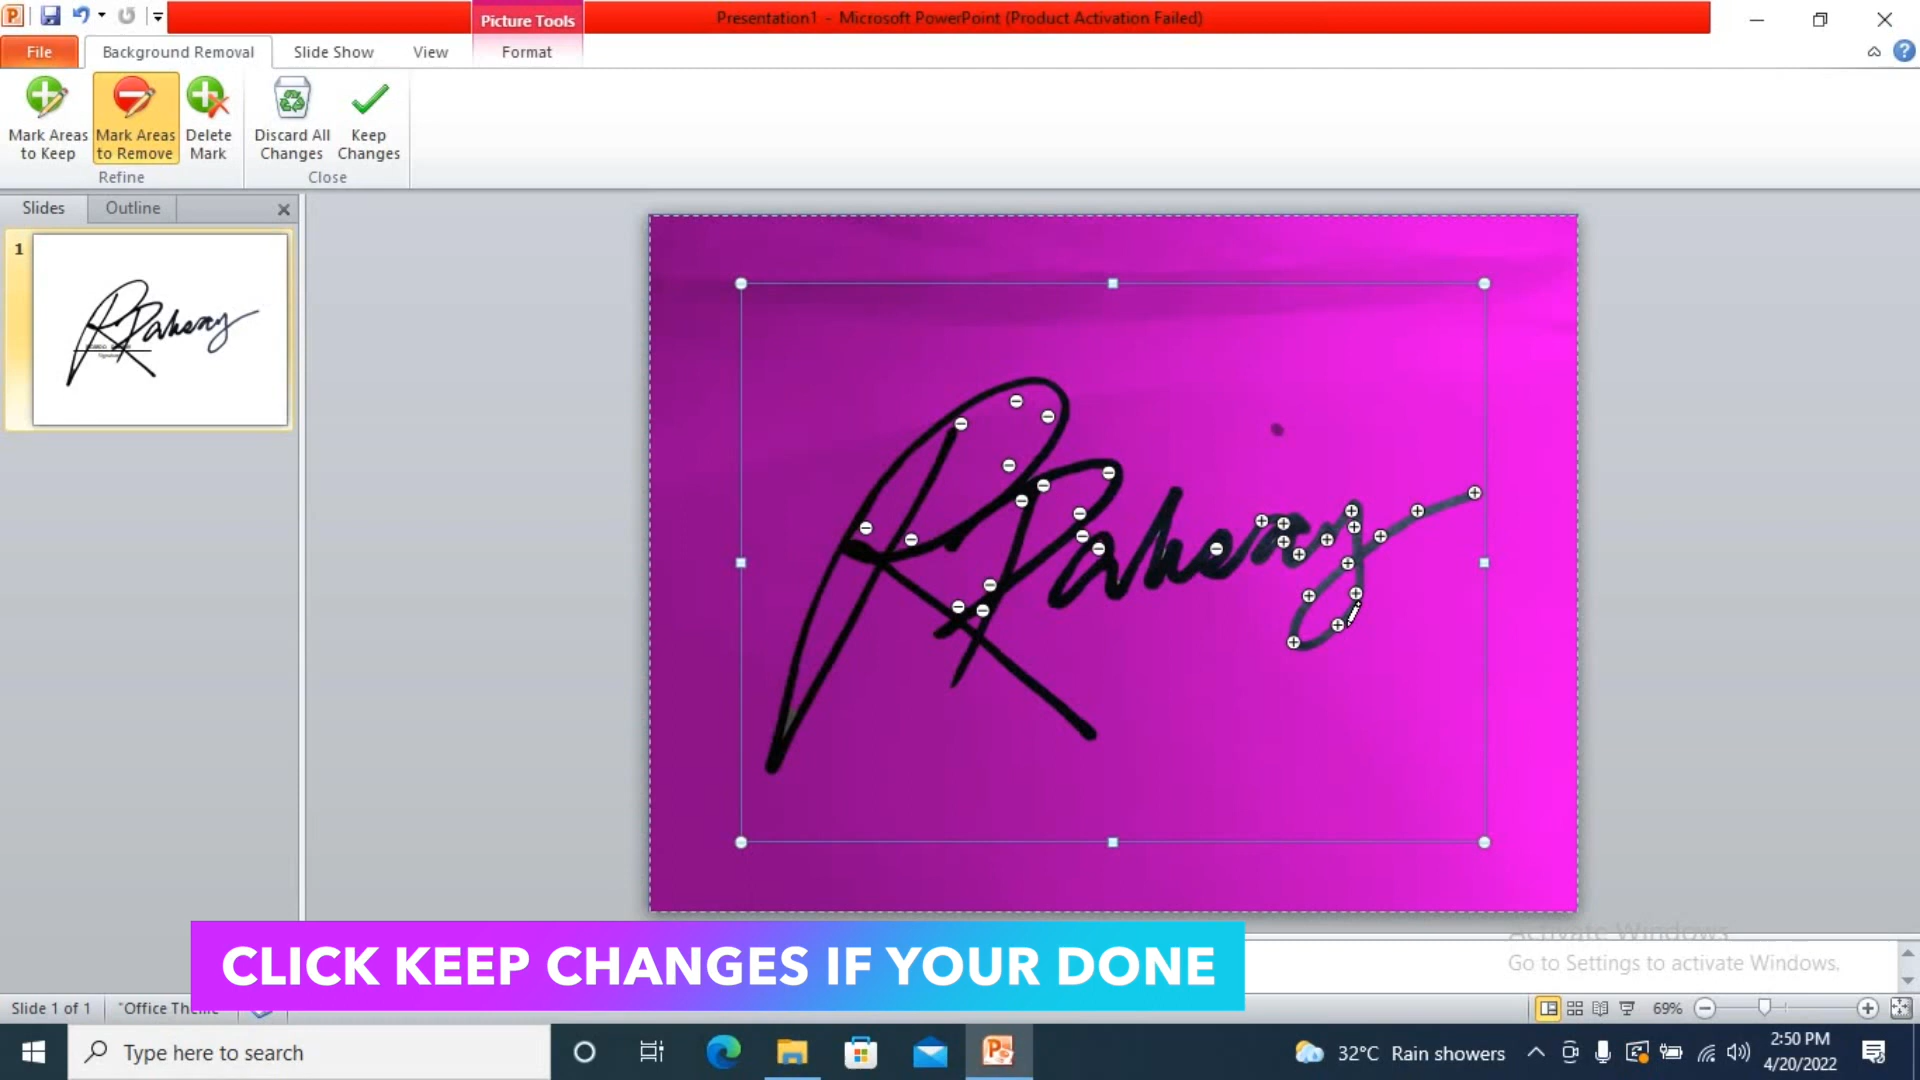 Picture Tools
Presentation1 - Microsoft PowerPoint (Product Activation Failed)
File
Background Removal
Slide Show
View
Format
Mark Areas to Keep
Mark Areas to Remove
Delete Mark
Discard All Changes
Keep Changes
Refine
Close
Slides
Outline
1
CLICK KEEP CHANGES IF YOUR DONE
Activate Windows
Go to Settings to activate Windows.
Slide 1 of 1
"Office
69%
Type here to search
32°C Rain showers
2:50 PM
4/20/2022